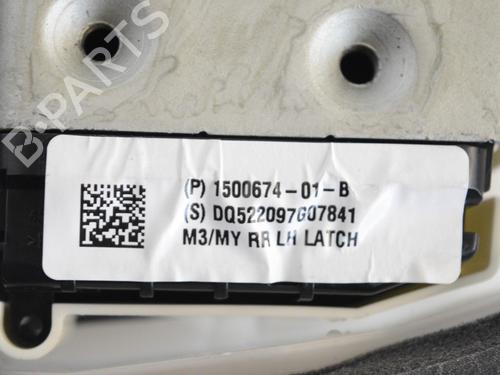 B-PARTS
(P) 1500674-01-B
(S) DQ522097G07841
M3/MY RR LH LATCH